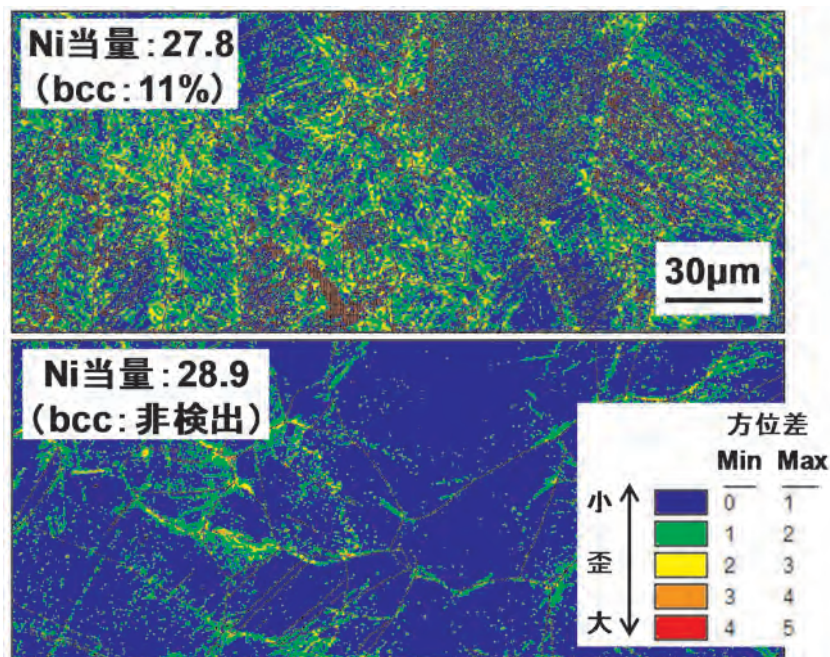 Ni当量:27.8
(bcc:11%)
30μm
Ni当量:28.9
(bcc:非検出)
方位差
Min Max
小 0 1
1 2
歪 2 3
3 4
大 4 5